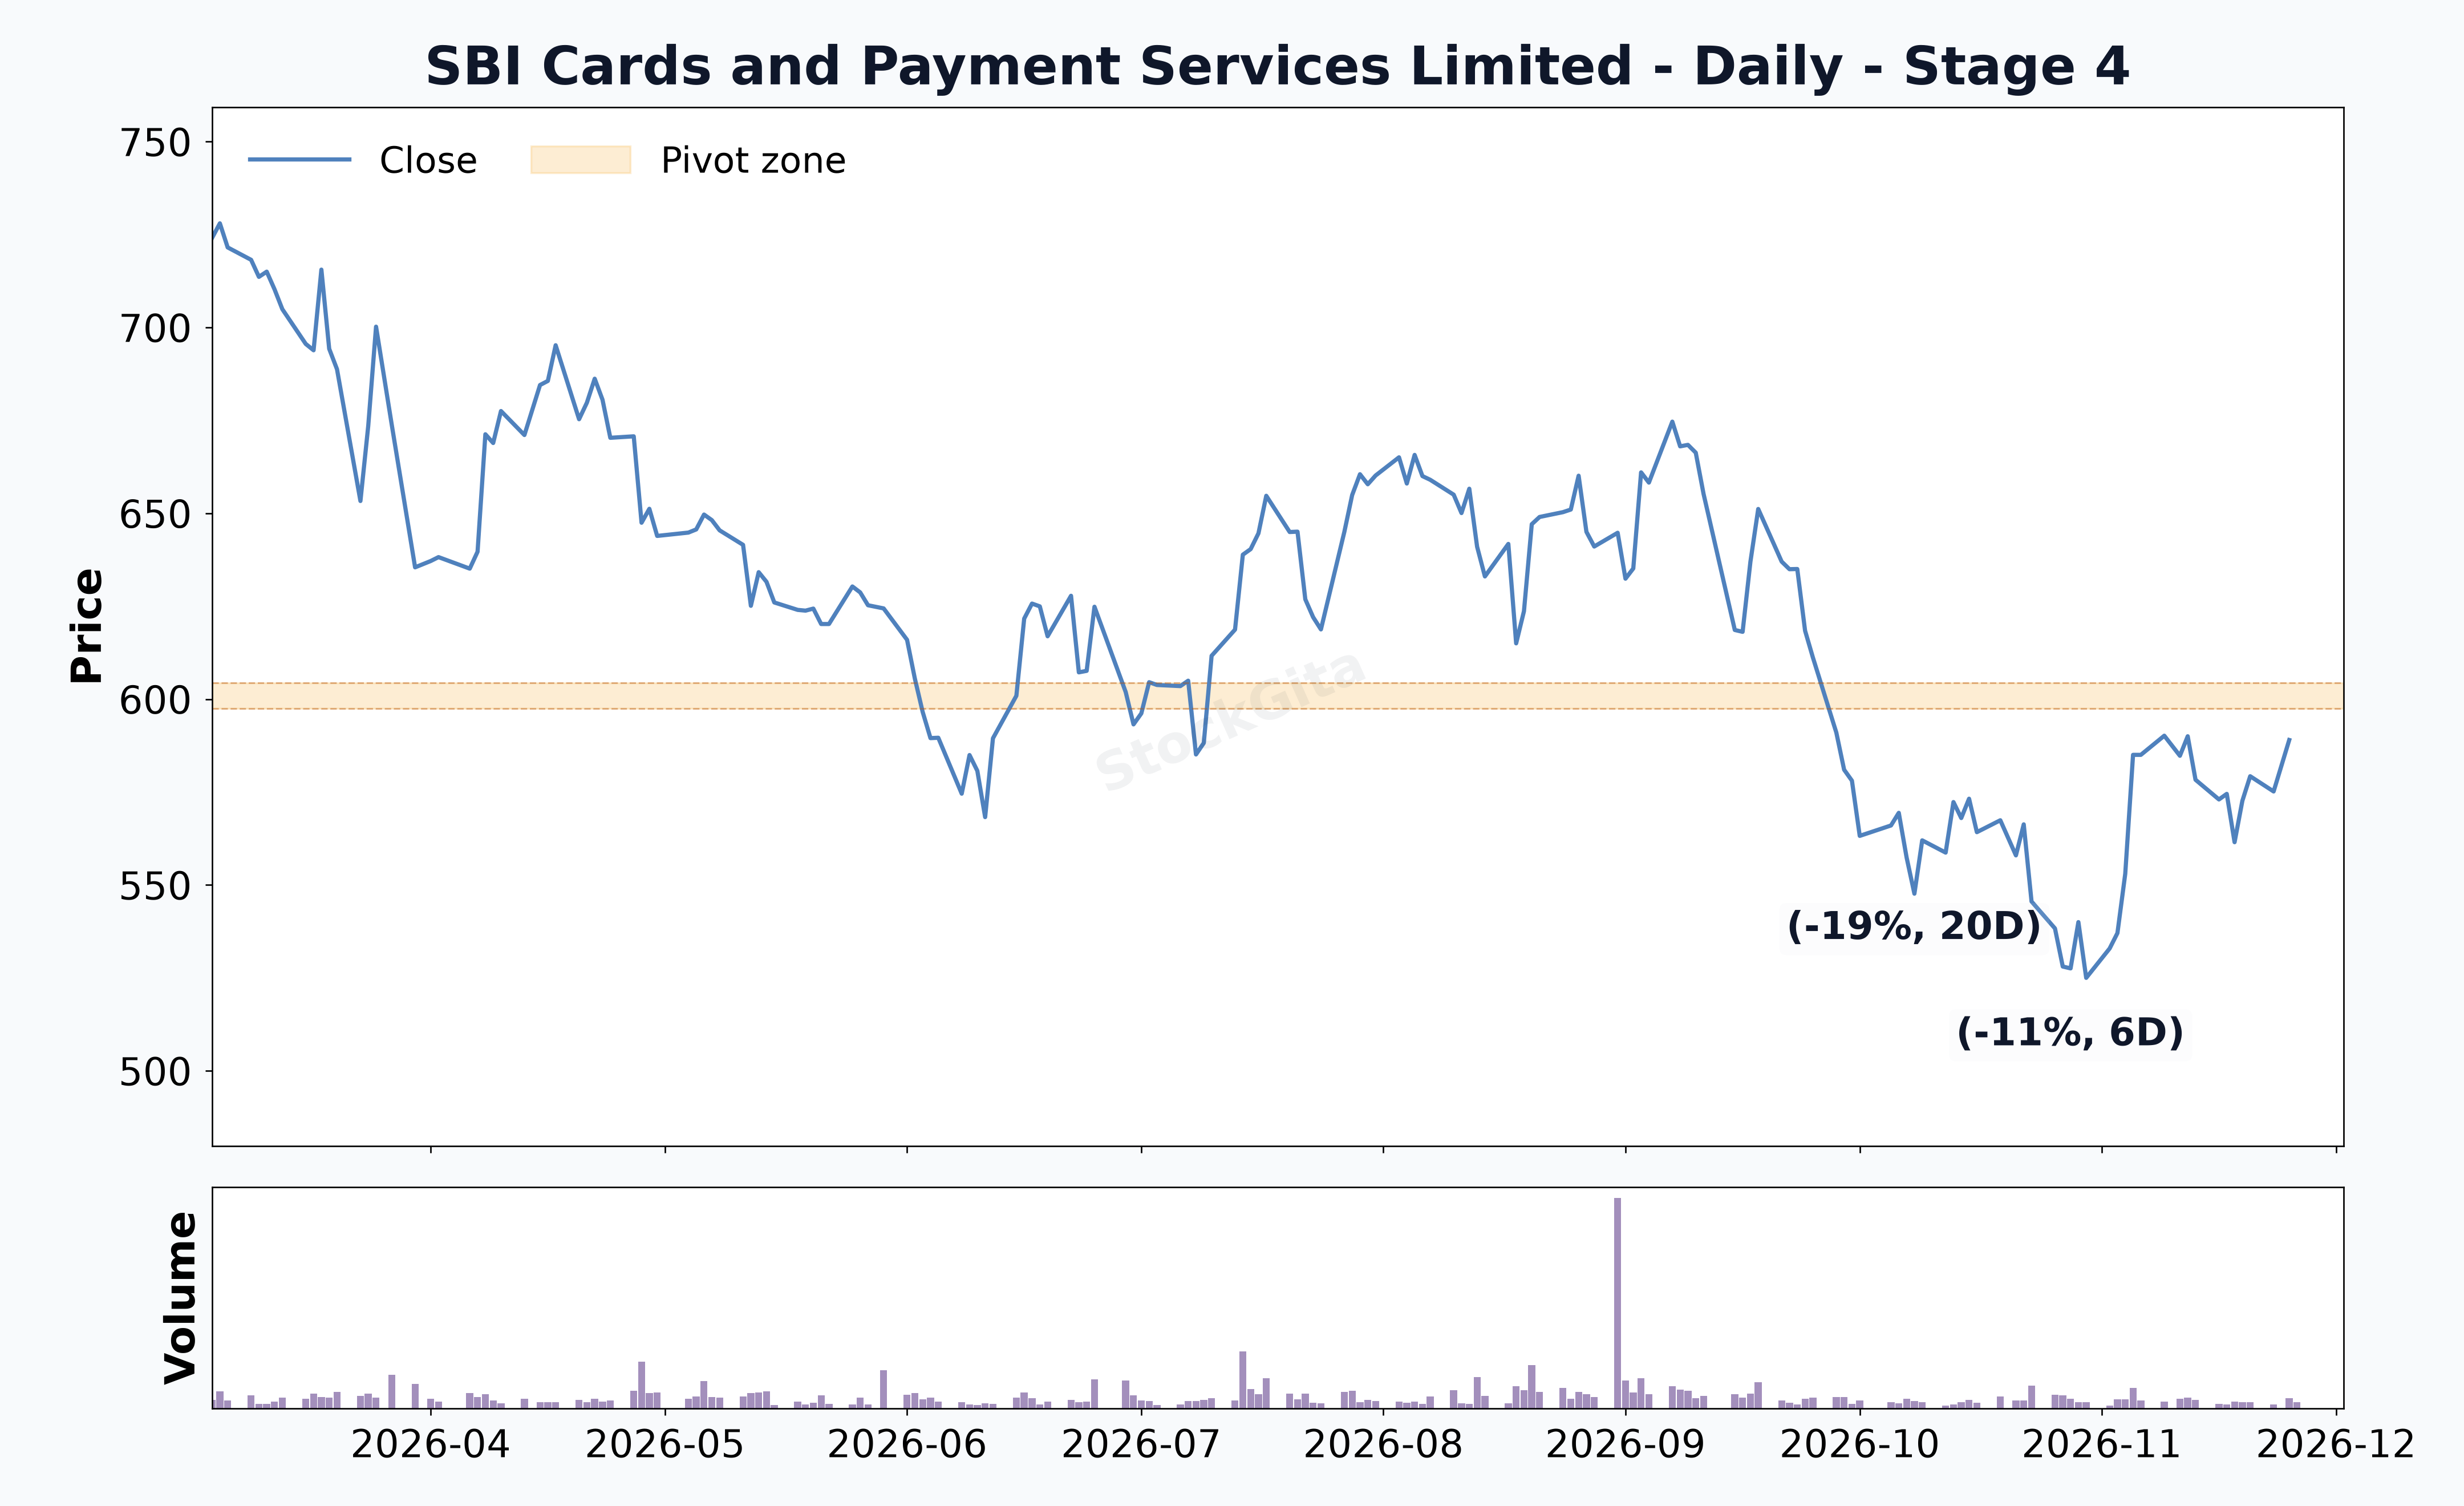 SBI Cards and Payment Services Limited - Daily - Stage 4
Close
Pivot zone
Price
750
700
650
600
550
500
StockGita
(-19%, 20D)
(-11%, 6D)
Volume
2026-04
2026-05
2026-06
2026-07
2026-08
2026-09
2026-10
2026-11
2026-12